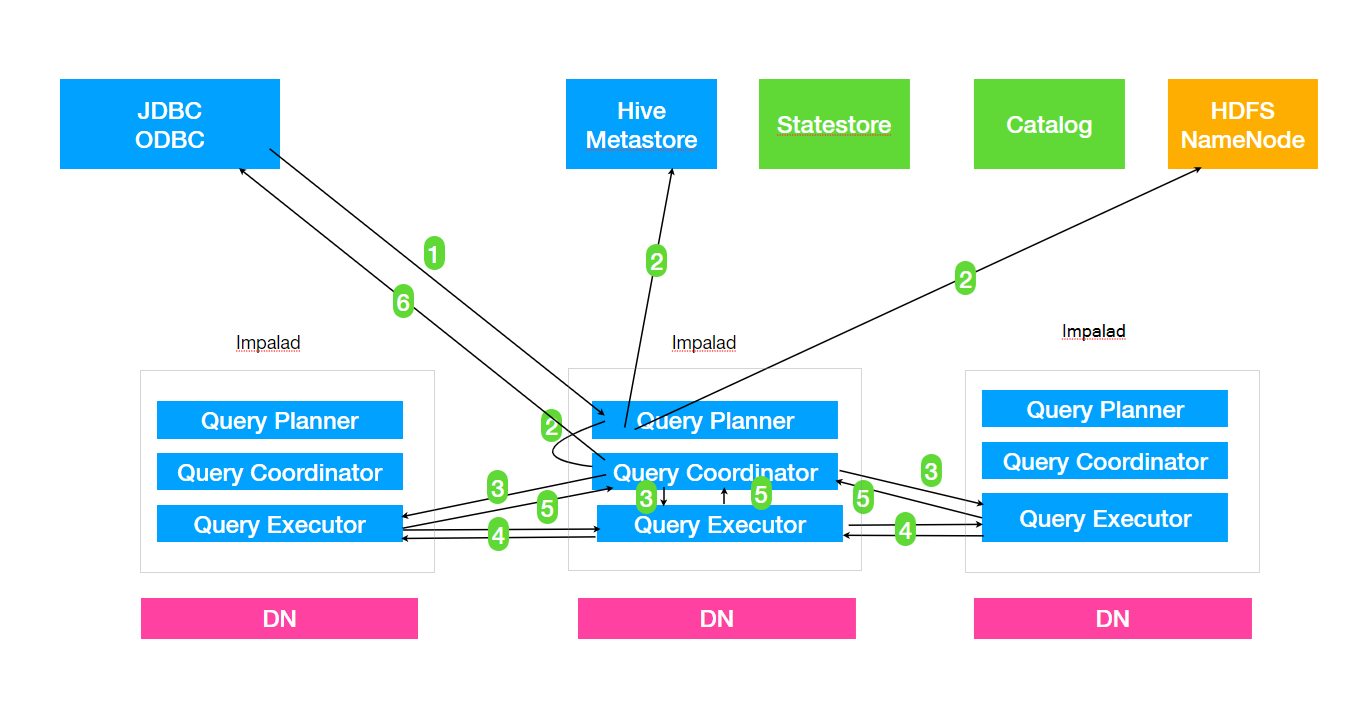 JDBC
ODBC
Hive
Metastore
Statestore
Catalog
HDFS
NameNode
1
2
2
6
Impalad
Impalad
Impalad
Query Planner
2
Query Planner
Query Planner
Query Coordinator
Query Coordinator
Query Coordinator
3
3
3
5
5
5
Query Executor
Query Executor
Query Executor
4
4
DN
DN
DN